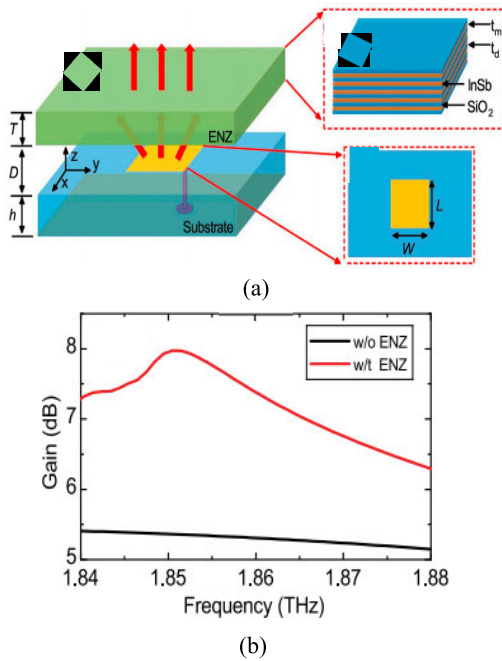 t_m
t_d
InSb
SiO₂
T
ENZ
z
y
x
D
h
Substrate
L
W
(a)
w/o ENZ
w/t ENZ
8
7
6
5
Gain (dB)
1.84 1.85 1.86 1.87 1.88
Frequency (THz)
(b)